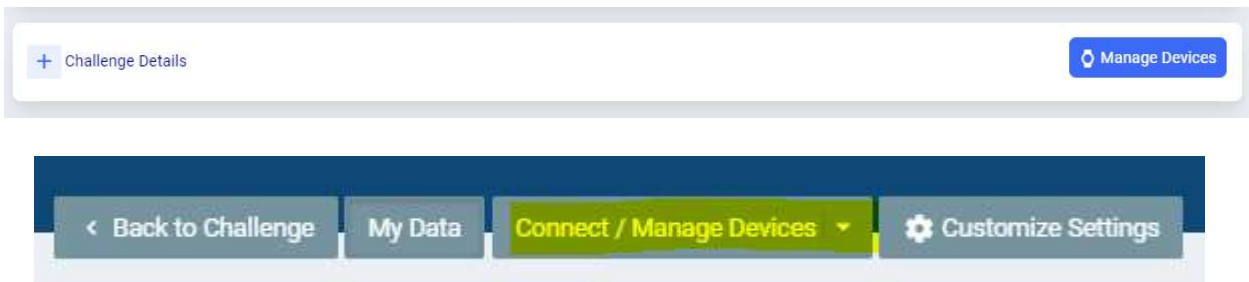 + Challenge Details Manage Devices
< Back to Challenge My Data Connect / Manage Devices Customize Settings